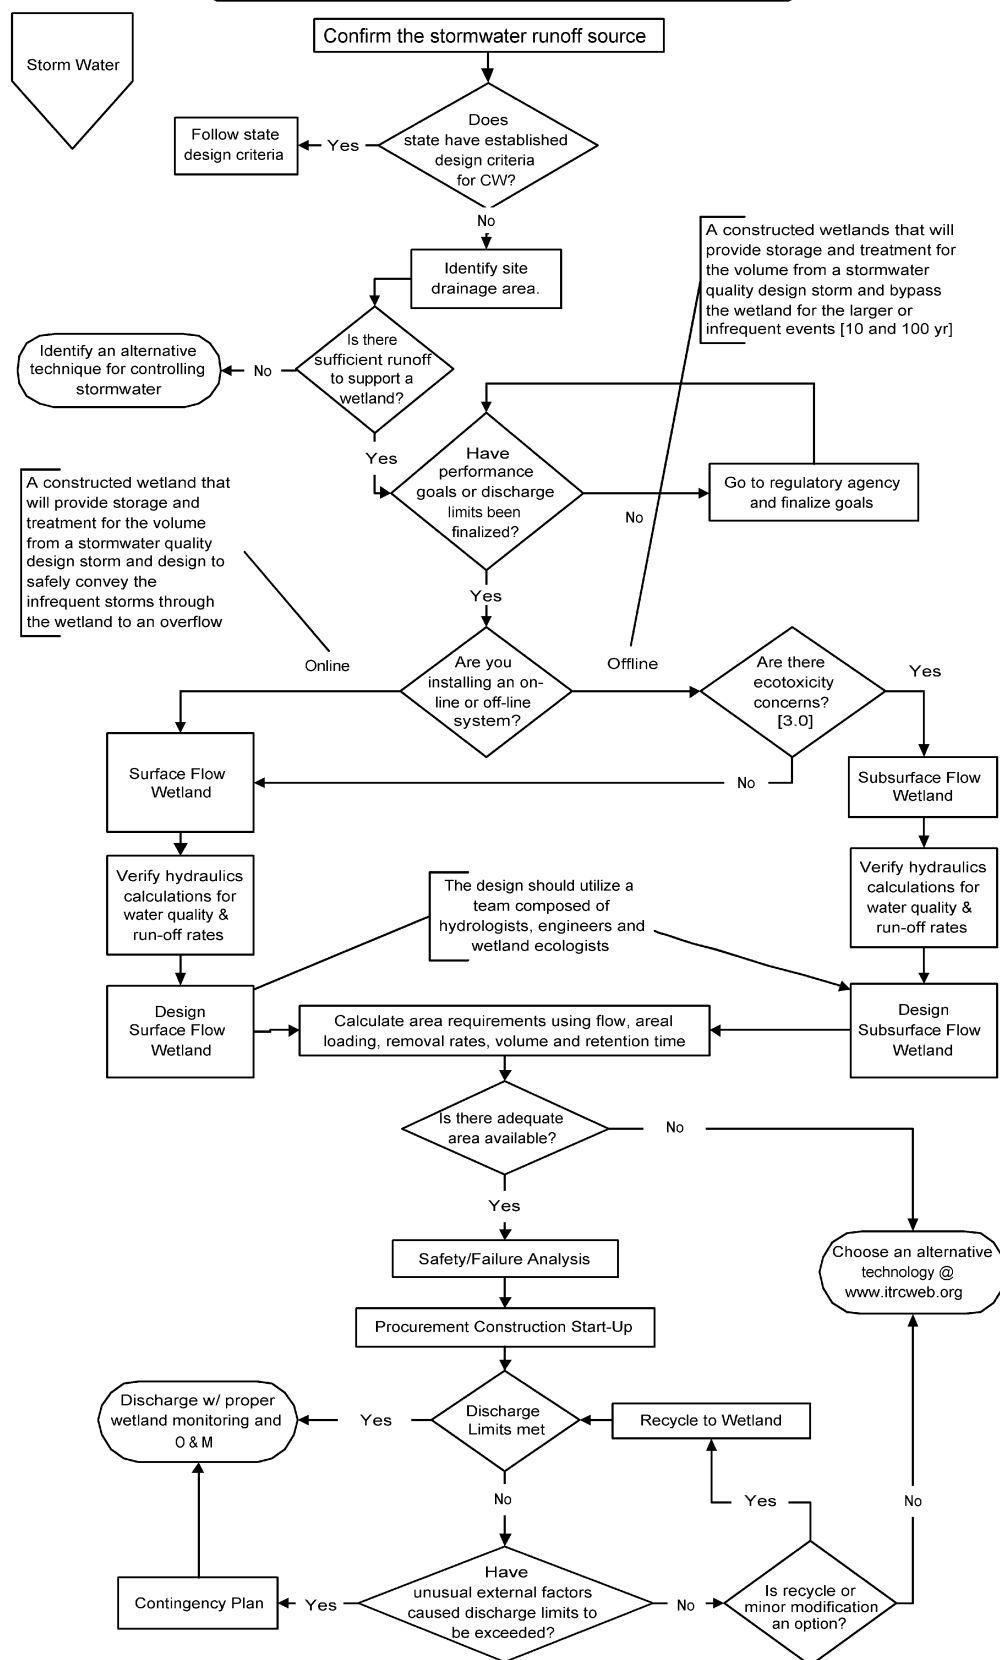 Confirm the stormwater runoff source
Storm Water
Does
state have established
design criteria
for CW?
Yes
Follow state
design criteria
No
Identify site
drainage area.
A constructed wetlands that will
provide storage and treatment for
the volume from a stormwater
quality design storm and bypass
the wetland for the larger or
infrequent events [10 and 100 yr]
Is there
sufficient runoff
to support a
wetland?
No
Identify an alternative
technique for controlling
stormwater
Yes
Have
performance
goals or discharge
limits been
finalized?
No
Go to regulatory agency
and finalize goals
A constructed wetland that
will provide storage and
treatment for the volume
from a stormwater quality
design storm and design to
safely convey the
infrequent storms through
the wetland to an overflow
Yes
Online
Are you
installing an on-
line or off-line
system?
Offline
Are there
ecotoxicity
concerns?
[3.0]
Yes
No
Surface Flow
Wetland
Subsurface Flow
Wetland
Verify hydraulics
calculations for
water quality &
run-off rates
The design should utilize a
team composed of
hydrologists, engineers and
wetland ecologists
Verify hydraulics
calculations for
water quality &
run-off rates
Design
Surface Flow
Wetland
Calculate area requirements using flow, areal
loading, removal rates, volume and retention time
Design
Subsurface Flow
Wetland
Is there adequate
area available?
No
Yes
Safety/Failure Analysis
Choose an alternative
technology @
www.itrcweb.org
Procurement Construction Start-Up
Discharge w/ proper
wetland monitoring and
O & M
Yes
Discharge
Limits met
Recycle to Wetland
No
Yes
No
Contingency Plan
Yes
Have
unusual external factors
caused discharge limits to
be exceeded?
No
Is recycle or
minor modification
an option?